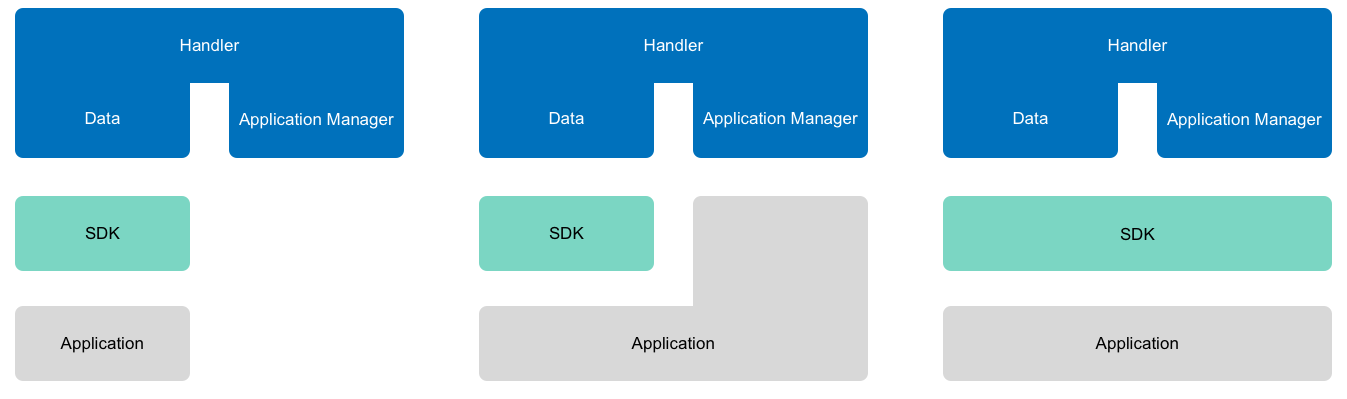 Handler
Data
Application Manager
SDK
Application
Handler
Data
Application Manager
SDK
Application
Handler
Data
Application Manager
SDK
Application